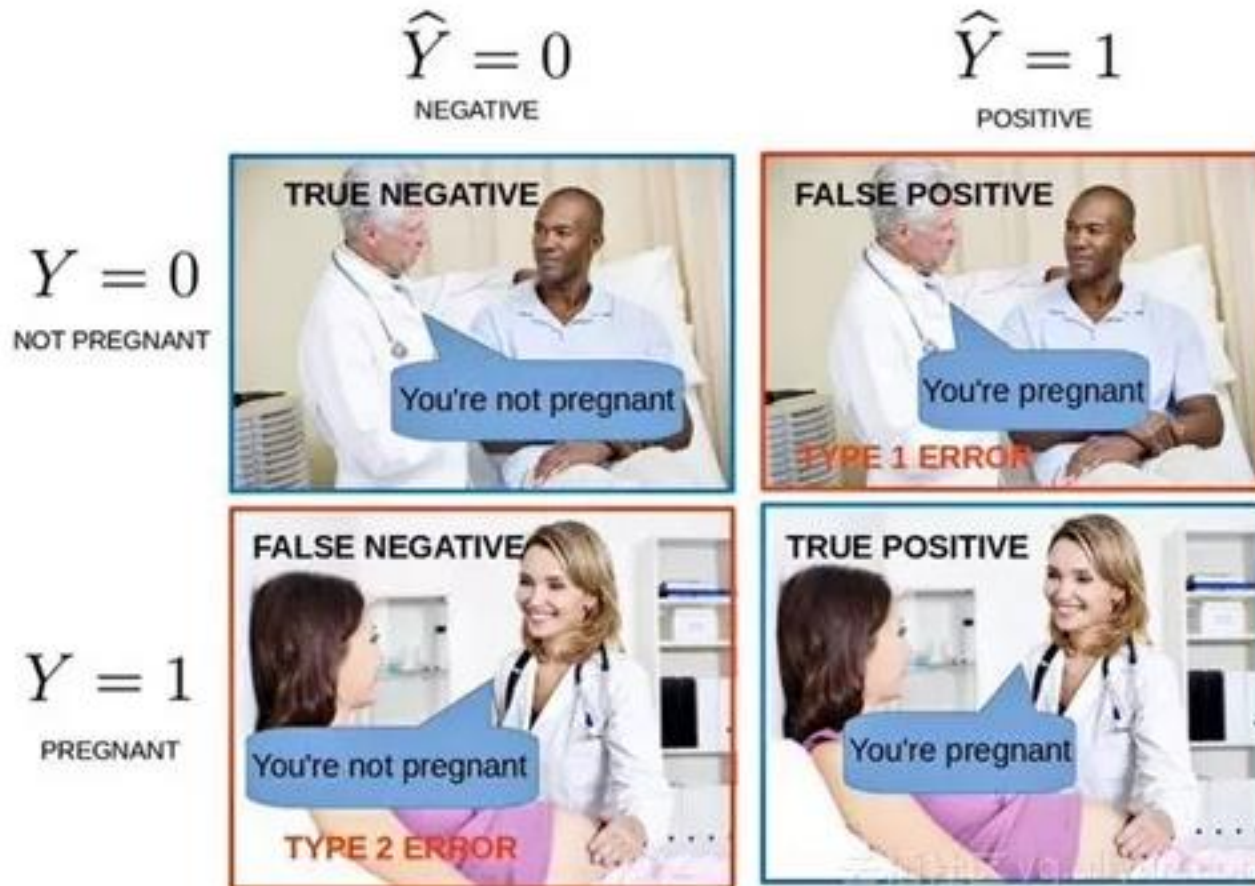 Ŷ = 0
NEGATIVE
Ŷ = 1
POSITIVE
Y = 0
NOT PREGNANT
TRUE NEGATIVE
You're not pregnant
FALSE POSITIVE
You're pregnant
TYPE 1 ERROR
Y = 1
PREGNANT
FALSE NEGATIVE
You're not pregnant
TYPE 2 ERROR
TRUE POSITIVE
You're pregnant